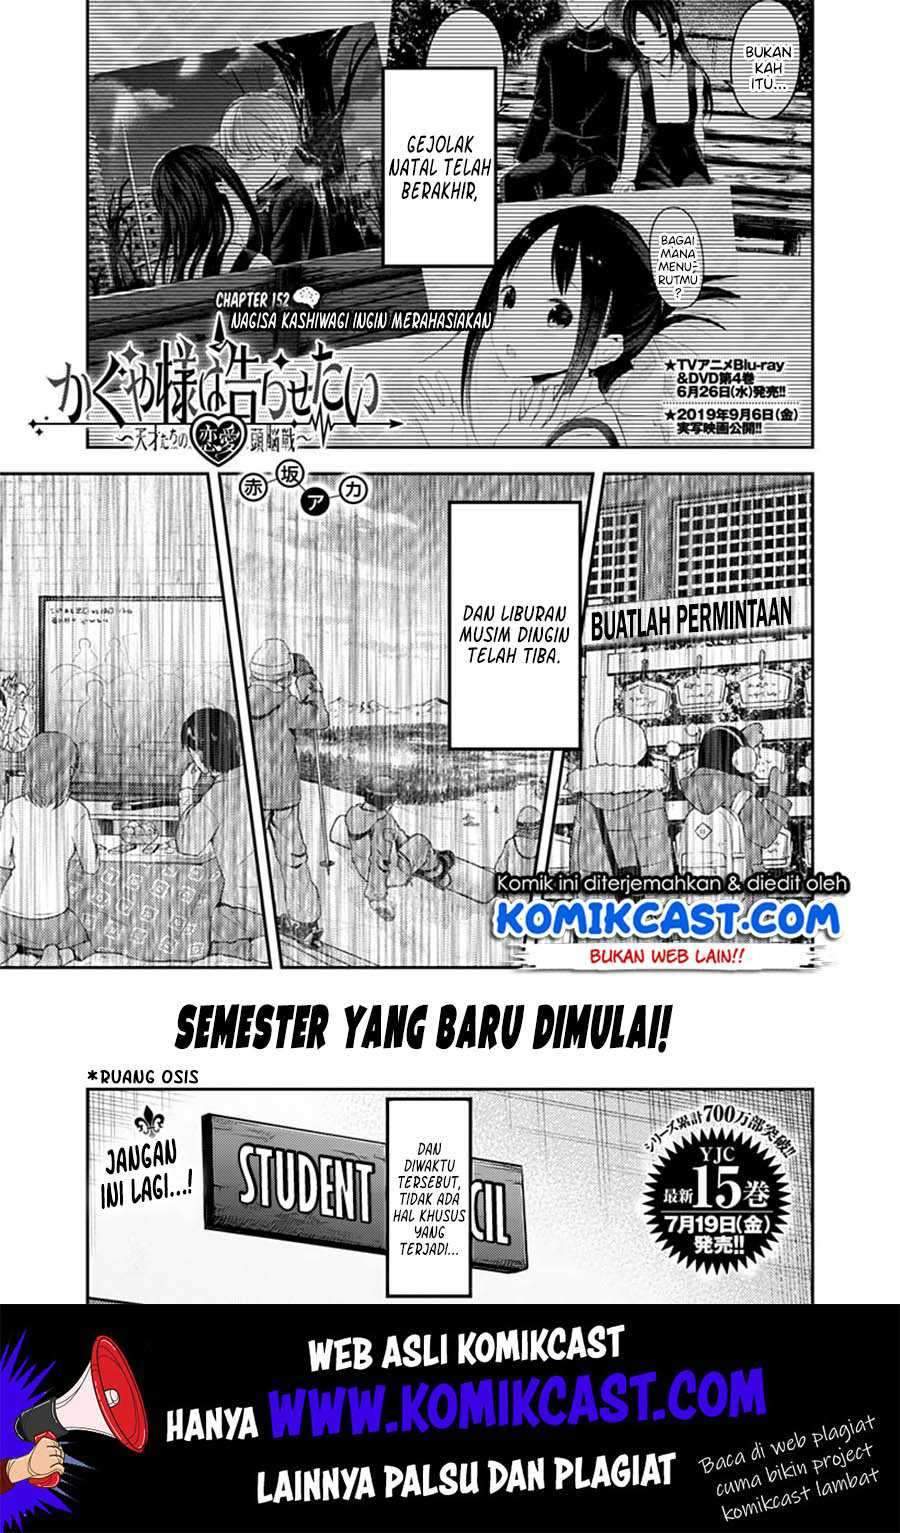 BUKAN
KAH
ITU...
GEJOLAK
NATAL TELAH
BERAKHIR,
BAGAI
MANA
MENU-
RUTMU
?
CHAPTER 152
NAGISA KASHIWAGI INGIN MERAHASIAKAN
かぐや様は告らせたい
～天才たちの恋愛頭脳戦～
赤坂アカ
★TVアニメBlu-ray
&DVD第4巻
6月26日(水)発売!!
★2019年9月6日(金)
実写映画公開!!
DAN LIBURAN
MUSIM DINGIN
TELAH TIBA.
BUATLAH PERMINTAAN
Komik ini diterjemahkan & diedit oleh
KOMIKCAST.COM
BUKAN WEB LAIN!!
SEMESTER YANG BARU DIMULAI!
*RUANG OSIS
JANGAN
INI LAGI...!
STUDENT
CIL
DAN
DIWAKTU
TERSEBUT,
TIDAK ADA
HAL KHUSUS
YANG
TERJADI...
シリーズ累計700万部突破!!
YJC
最新15巻
7月19日(金)
発売!!
WEB ASLI KOMIKCAST
HANYA WWW.KOMIKCAST.COM
LAINNYA PALSU DAN PLAGIAT
Baca di web plagiat
cuma bikin project
komikcast lambat